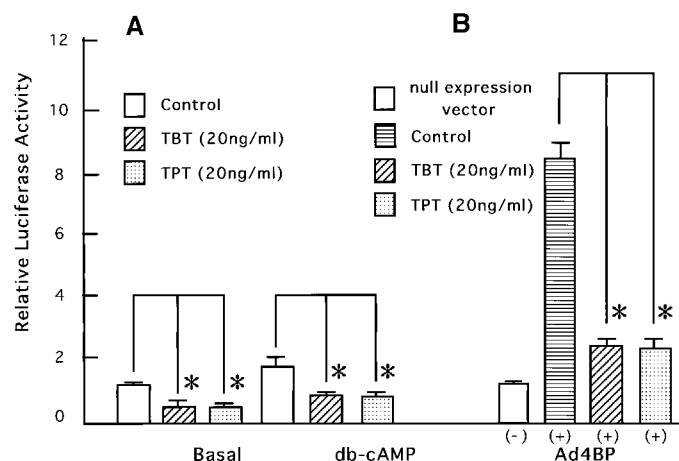 A
B
12
10
8
6
4
2
0
Relative Luciferase Activity
Control
TBT (20ng/ml)
TPT (20ng/ml)
null expression
vector
Control
TBT (20ng/ml)
TPT (20ng/ml)
* * * * * *
(-) (+) (+) (+)
Basal db-cAMP Ad4BP